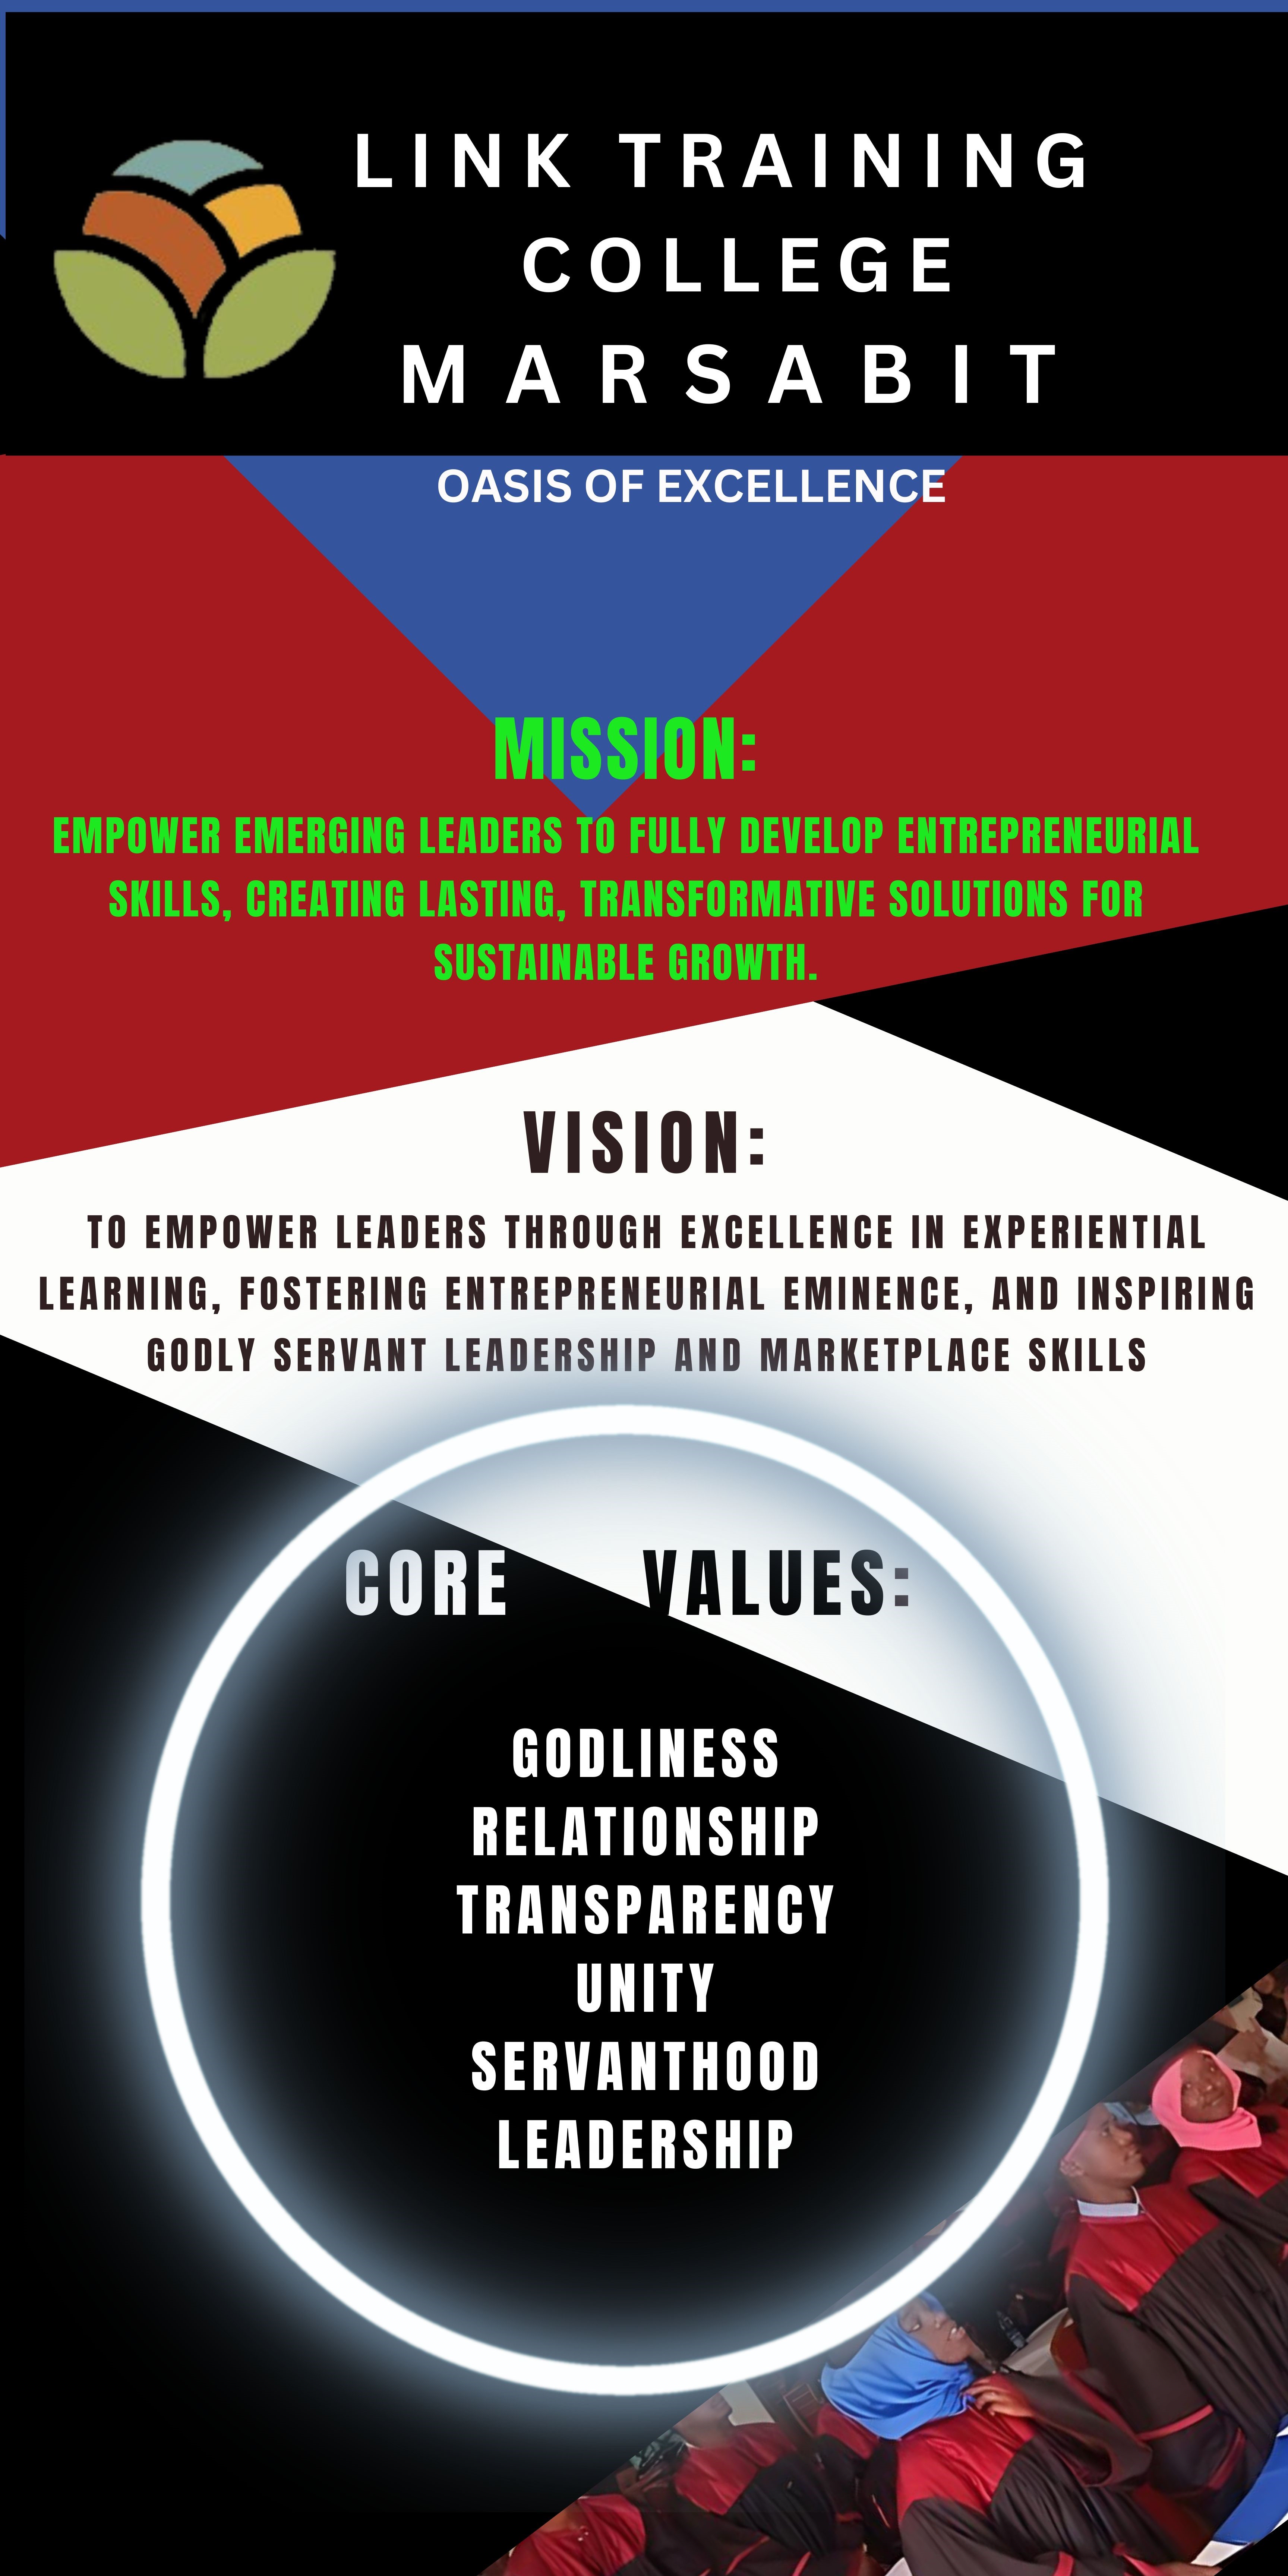 LINK TRAINING
COLLEGE
MARSABIT
OASIS OF EXCELLENCE
MISSION:
EMPOWER EMERGING LEADERS TO FULLY DEVELOP ENTREPRENEURIAL
SKILLS, CREATING LASTING, TRANSFORMATIVE SOLUTIONS FOR
SUSTAINABLE GROWTH.
VISION:
TO EMPOWER LEADERS THROUGH EXCELLENCE IN EXPERIENTIAL
LEARNING, FOSTERING ENTREPRENEURIAL EMINENCE, AND INSPIRING
GODLY SERVANT LEADERSHIP AND MARKETPLACE SKILLS
CORE VALUES:
GODLINESS
RELATIONSHIP
TRANSPARENCY
UNITY
SERVANTHOOD
LEADERSHIP